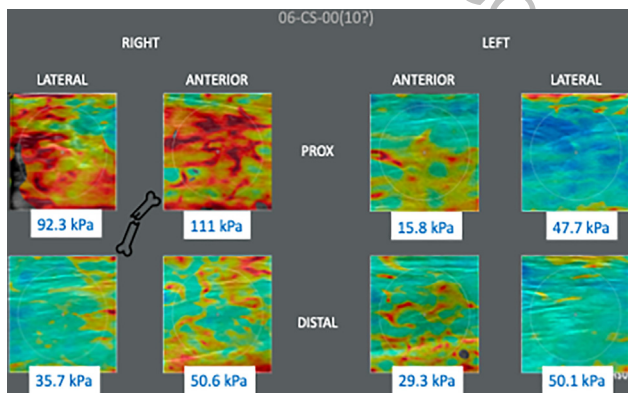 06-CS-00(10?)
RIGHT LEFT
LATERAL ANTERIOR ANTERIOR LATERAL
PROX
92.3 kPa 111 kPa 15.8 kPa 47.7 kPa
DISTAL
35.7 kPa 50.6 kPa 29.3 kPa 50.1 kPa